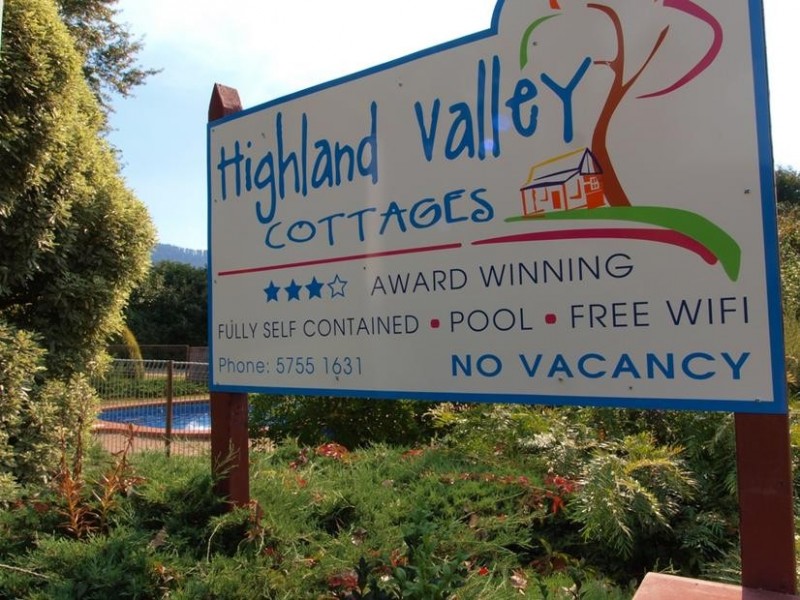 Highland Valley
COTTAGES
AWARD WINNING
FULLY SELF CONTAINED • POOL • FREE WIFI
Phone: 5755 1631 NO VACANCY